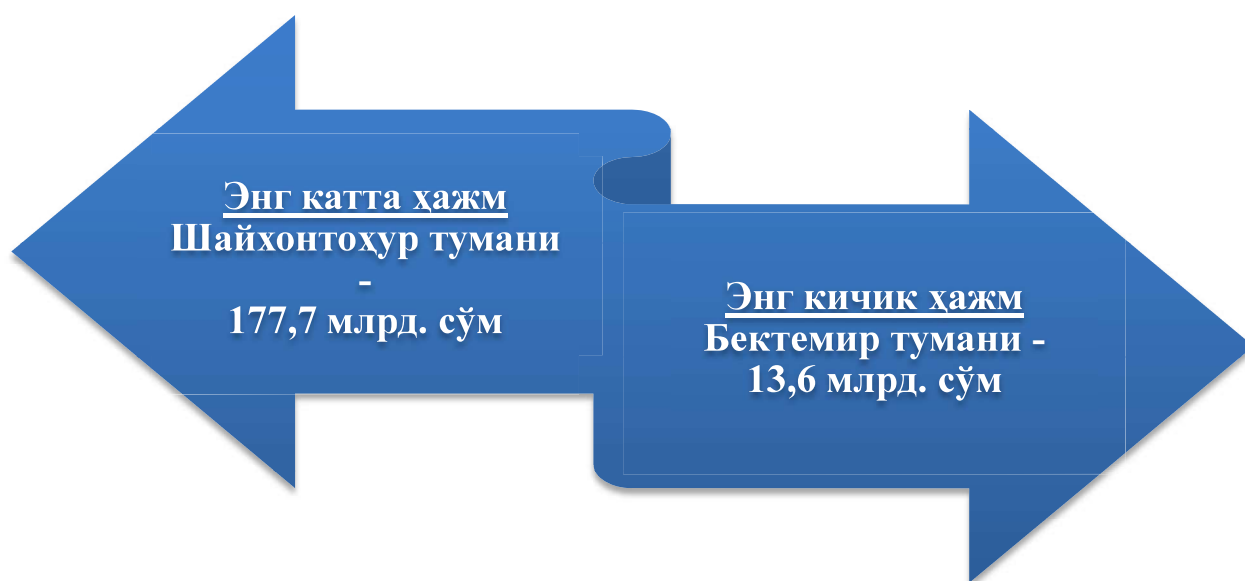 Энг катта ҳажм
Шайхонтоҳур тумани
-
177,7 млрд. сўм
Энг кичик ҳажм
Бектемир тумани -
13,6 млрд. сўм